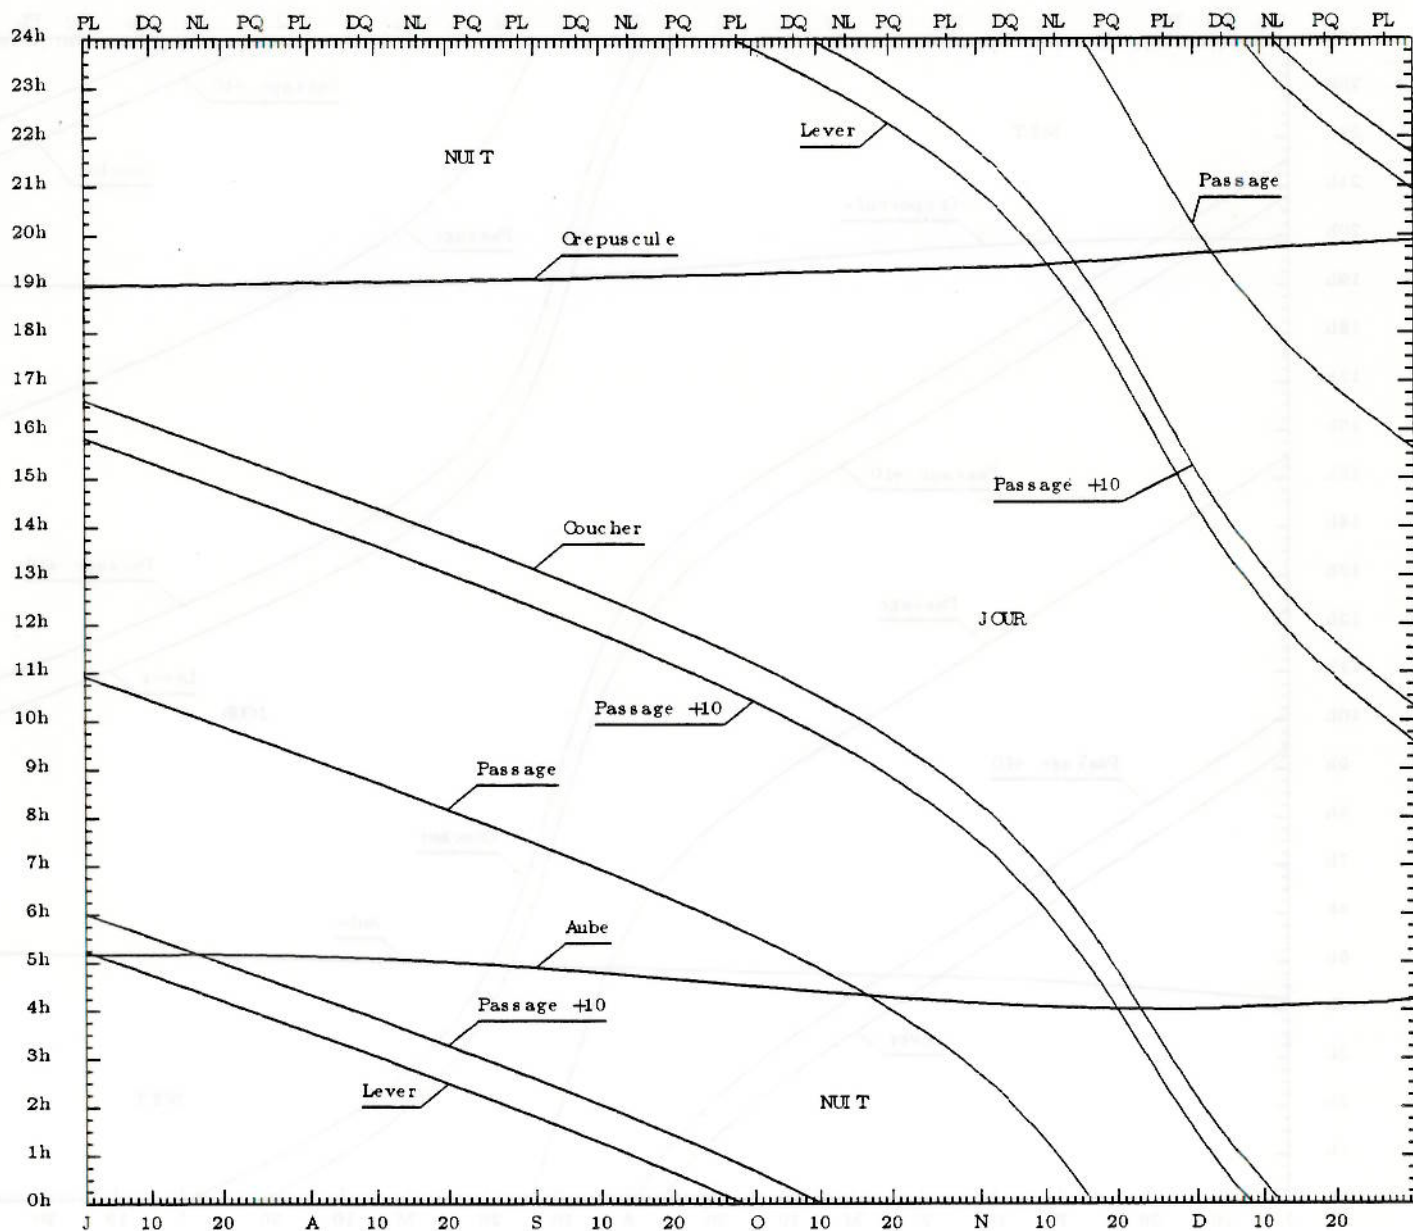 PL DQ NL PQ PL DQ NL PQ PL DQ NL PQ PL DQ NL PQ PL DQ NL PQ PL DQ NL PQ PL
24h
23h
Lever
22h
NUIT
Passage
21h
20h
Crepuscule
19h
18h
17h
16h
15h
Passage +10
14h
Coucher
13h
12h
JOUR
11h
Passage +10
10h
9h
Passage
8h
7h
6h
Aube
5h
4h
Passage +10
3h
Lever
2h
NUIT
1h
0h
J 10 20 A 10 20 S 10 20 O 10 20 N 10 20 D 10 20